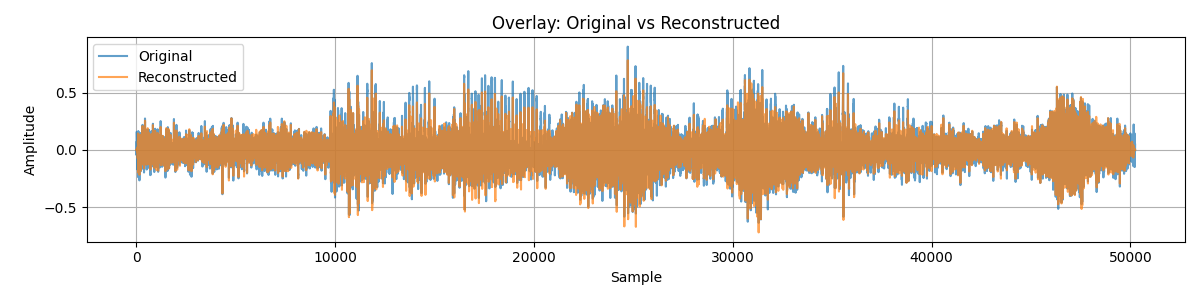 Overlay: Original vs Reconstructed
Original
Reconstructed
Amplitude
0.5
0.0
−0.5
0 10000 20000 30000 40000 50000
Sample